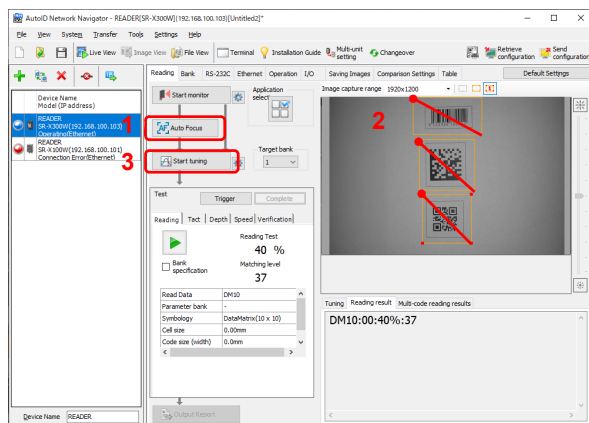 AutoID Network Navigator - READER[SR-X300W](192.168.100.103)[Untitled2]*
File View System Transfer Tools Settings Help
Live View Image View File View Terminal Installation Guide Multi-unit setting Changeover Retrieve configuration Send configuration
Reading Bank RS-232C Ethernet Operation I/O Saving Images Comparison Settings Table Default Settings
Device Name
Model (IP address)
READER
SR-X300W(192.168.100.103)
Operating(Ethernet)
READER
SR-X100W(192.168.100.101)
Connection Error(Ethernet)
1
3
Start monitor
Application select
Auto Focus
Start tuning
Target bank
1
Image capture range 1920x1200
2
Test
Trigger Complete
Reading Tact Depth Speed Verification
Reading Test
40 %
Bank specification
Matching level
37
Read Data DM10
Parameter bank -
Symbology DataMatrix(10 x 10)
Cell size 0.00mm
Code size (width) 0.0mm
Output Report
Tuning Reading result Multi-code reading results
DM10:00:40%:37
Device Name READER